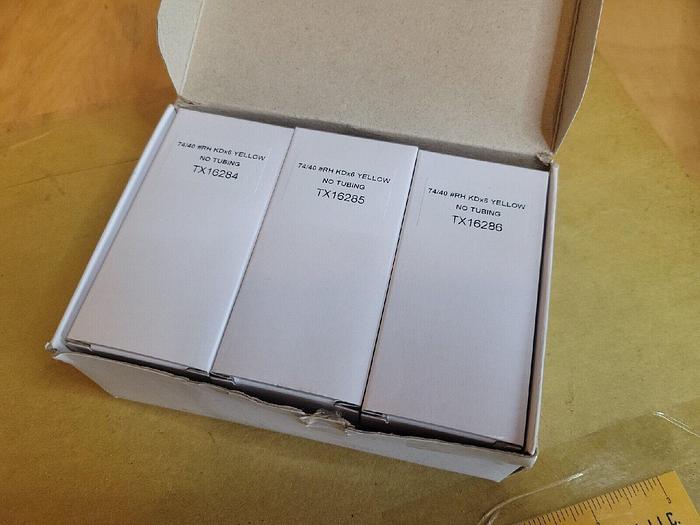 74/40 #RH KDx6 YELLOW
NO TUBING
TX16284
74/40 #RH KDx6 YELLOW
NO TUBING
TX16285
74/40 #RH KDx6 YELLOW
NO TUBING
TX16286